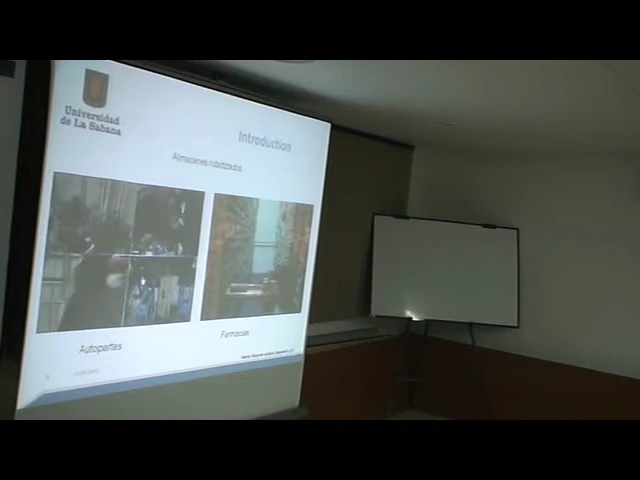 Universidad
de La Sabana
Introduction
Almacenes robotizados
Autopartes
Farmacias